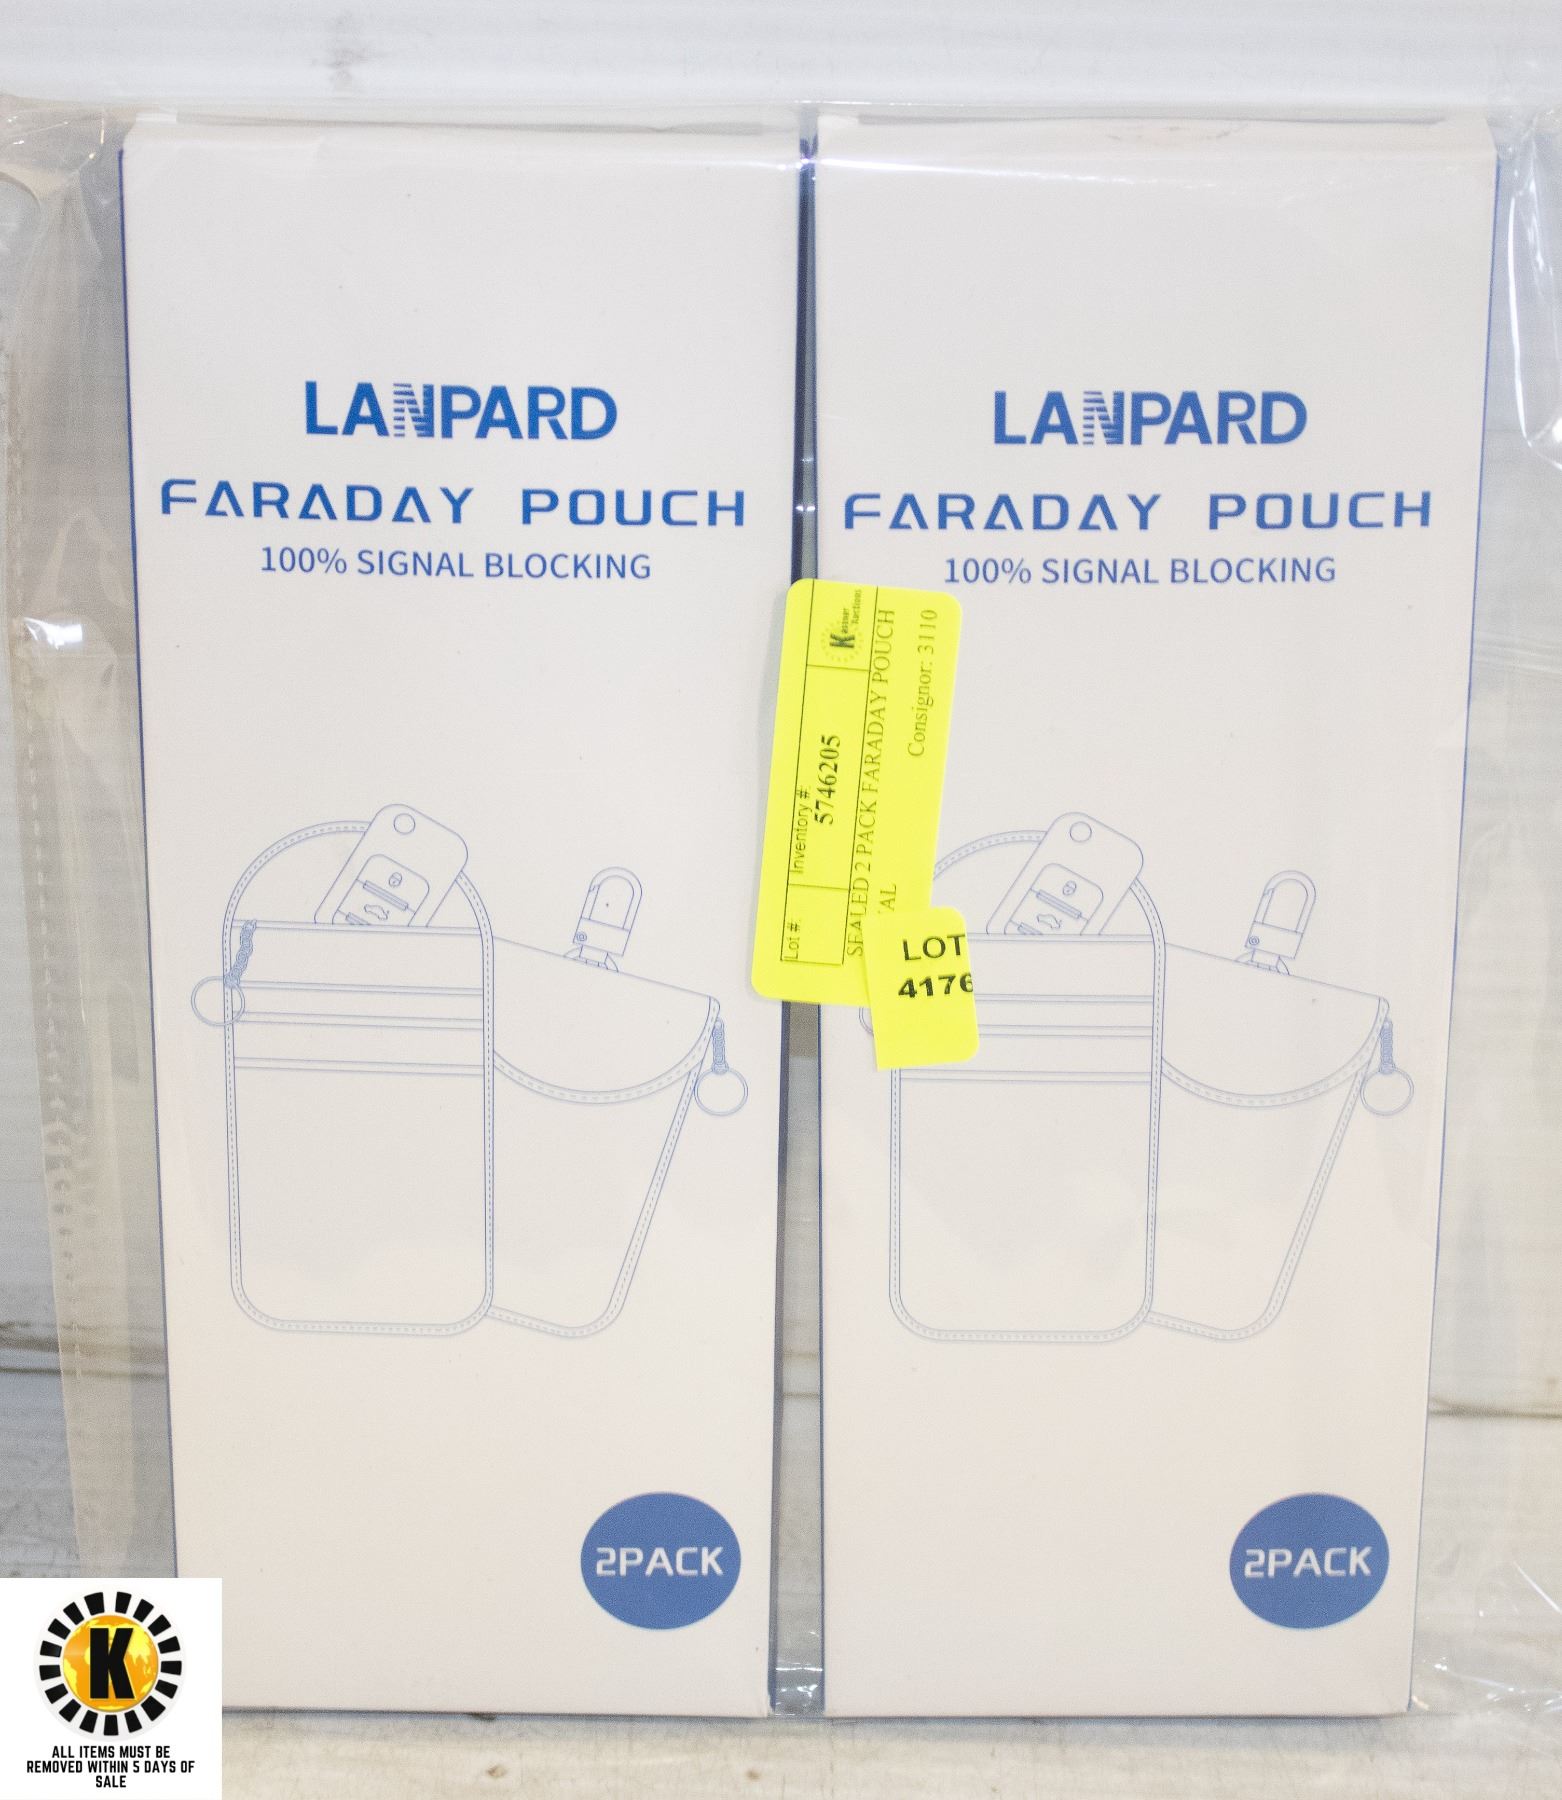 LANPARD
FARADAY POUCH
100% SIGNAL BLOCKING
2PACK
LANPARD
FARADAY POUCH
100% SIGNAL BLOCKING
2PACK
Lot #:
Inventory #:
5746205
K
Auctions
SEALED 2 PACK FARADAY POUCH
Consignor: 3110
LOT
4176
K
ALL ITEMS MUST BE
REMOVED WITHIN 5 DAYS OF
SALE